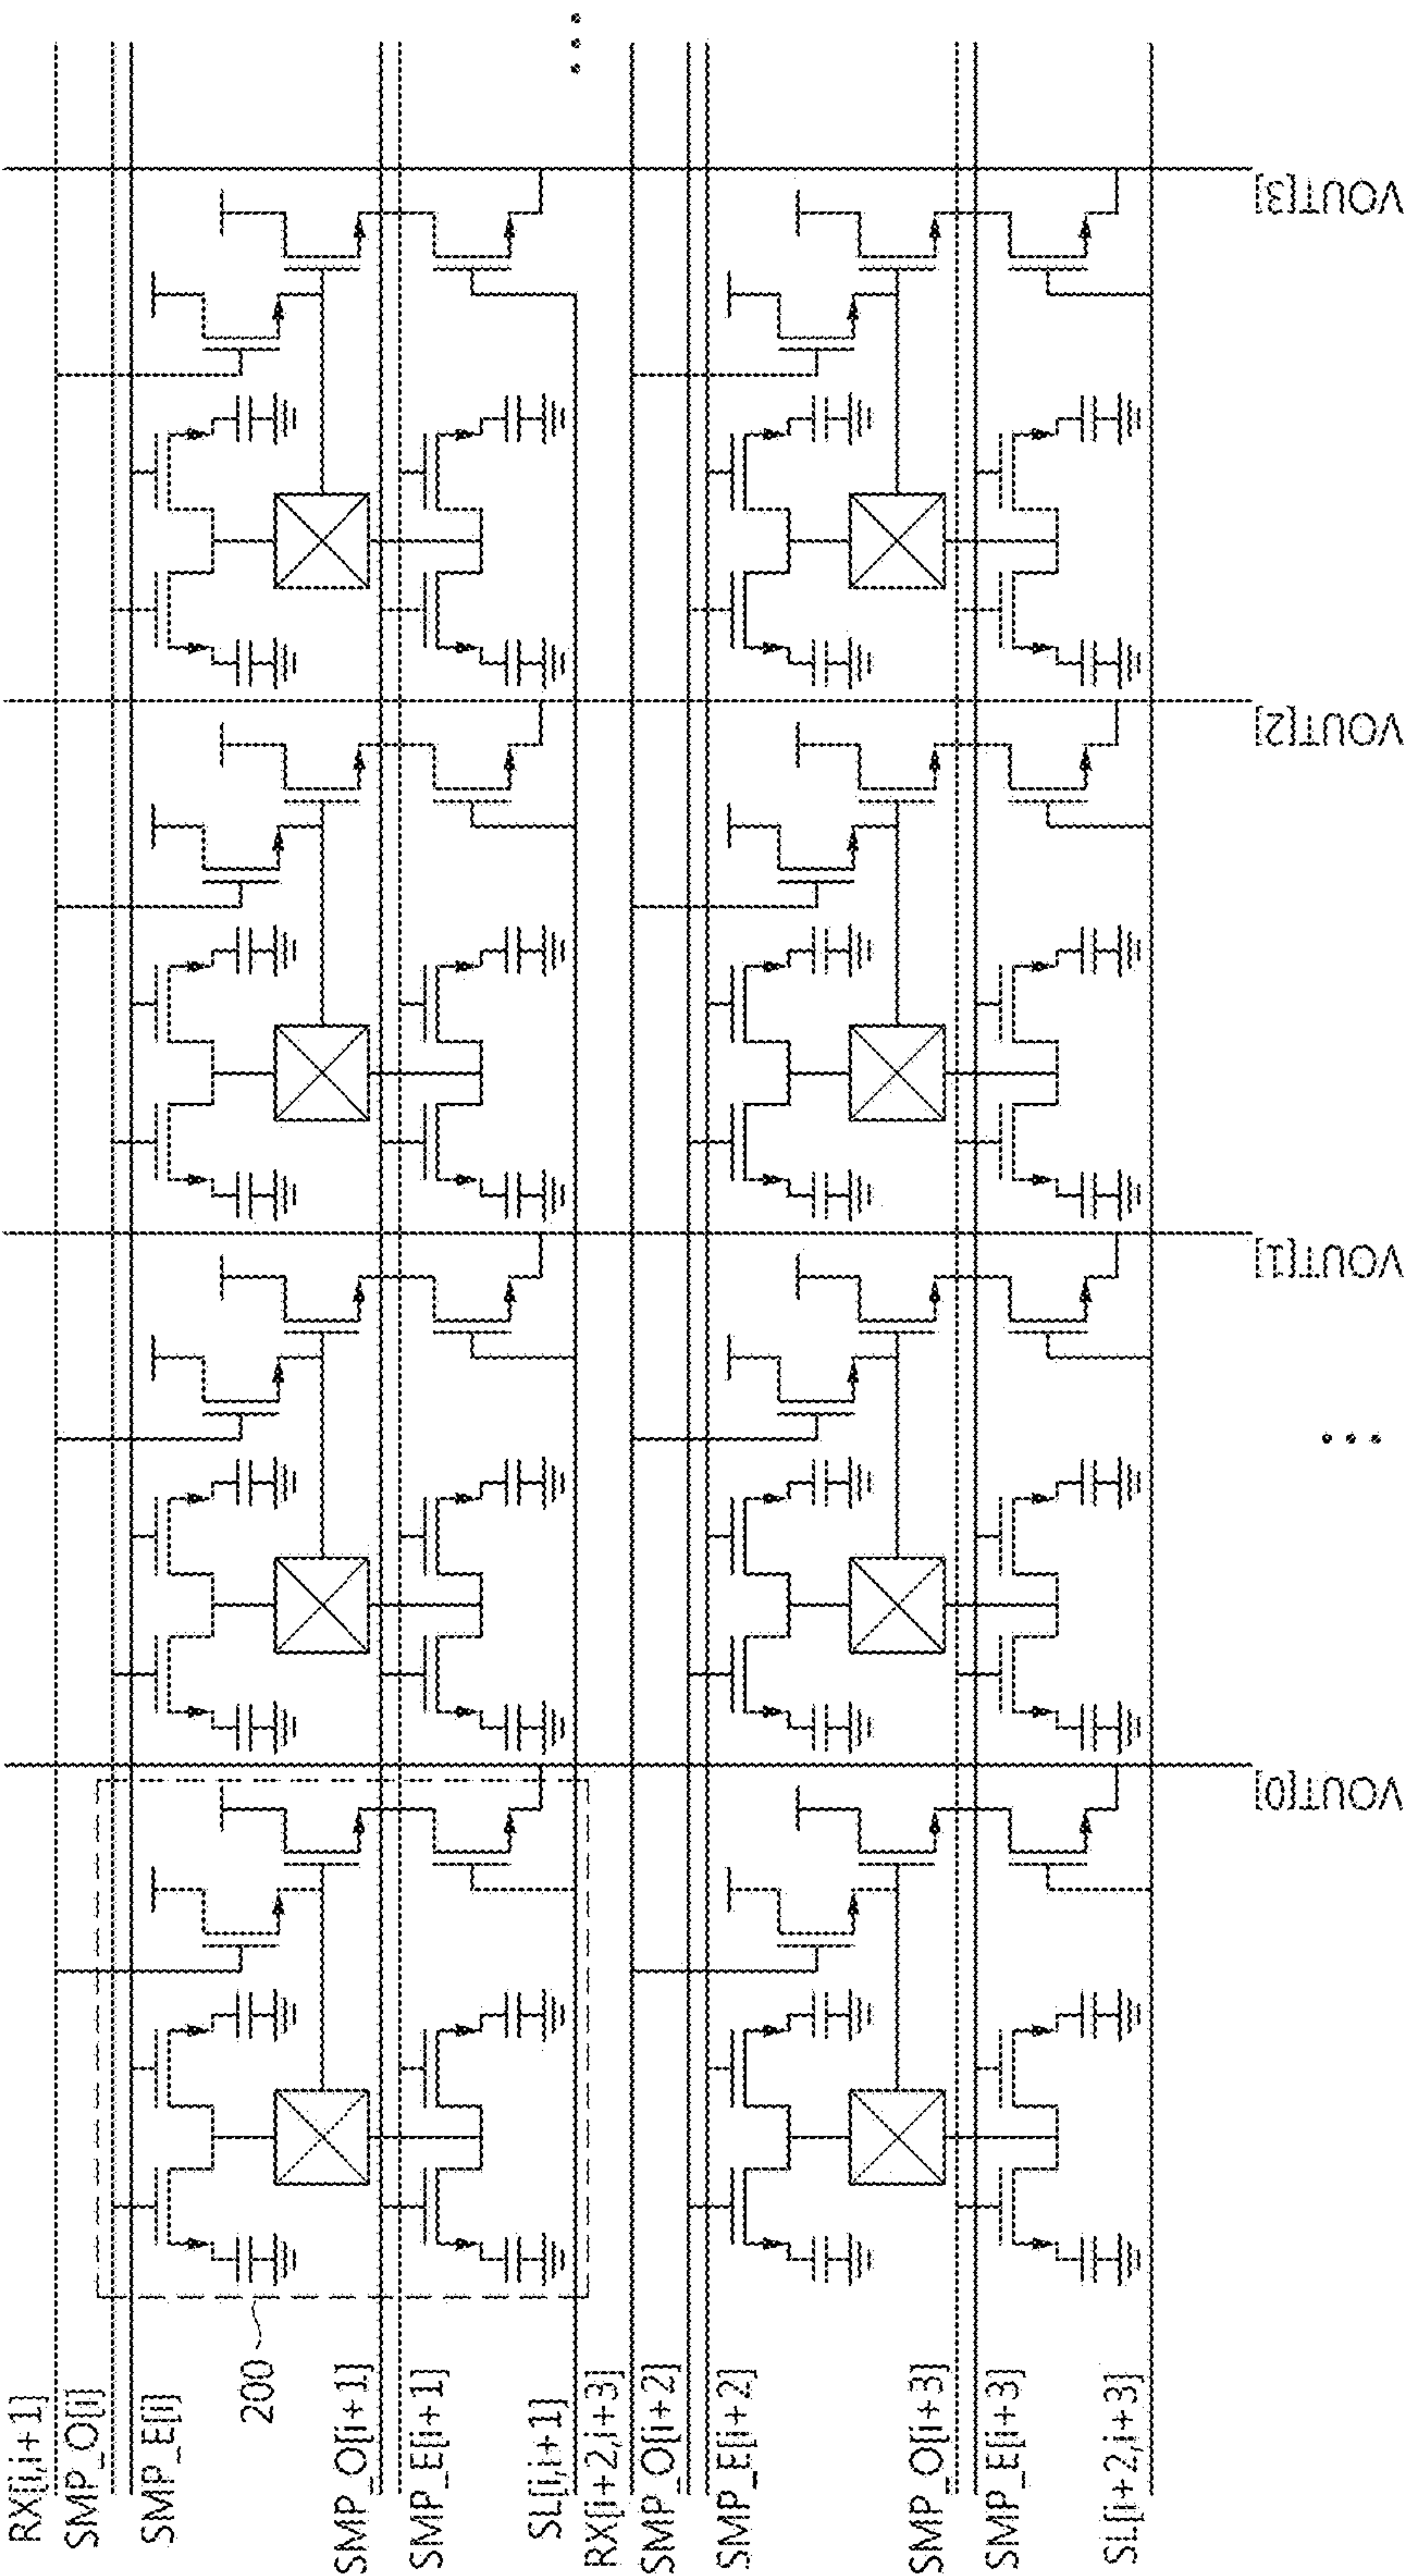 RX[i,i+1]
SMP_O[i]
SMP_E[i]
200
SMP_O[i+1]
SMP_E[i+1]
SL[i,i+1]
RX[i+2,i+3]
SMP_O[i+2]
SMP_E[i+2]
SMP_O[i+3]
SMP_E[i+3]
SL[i+2,i+3]
VOUT[0]
VOUT[1]
VOUT[2]
VOUT[3]